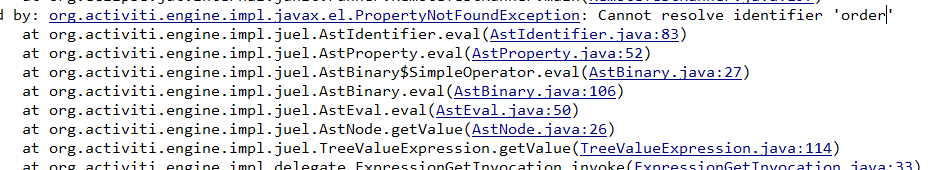 d by: org.activiti.engine.impl.javax.el.PropertyNotFoundException: Cannot resolve identifier 'order'
at org.activiti.engine.impl.juel.AstIdentifier.eval(AstIdentifier.java:83)
at org.activiti.engine.impl.juel.AstProperty.eval(AstProperty.java:52)
at org.activiti.engine.impl.juel.AstBinary$SimpleOperator.eval(AstBinary.java:27)
at org.activiti.engine.impl.juel.AstBinary.eval(AstBinary.java:106)
at org.activiti.engine.impl.juel.AstEval.eval(AstEval.java:50)
at org.activiti.engine.impl.juel.AstNode.getValue(AstNode.java:26)
at org.activiti.engine.impl.juel.TreeValueExpression.getValue(TreeValueExpression.java:114)
at org.activiti.engine.impl.delegate.ExpressionGetInvocation.invoke(ExpressionGetInvocation.java:33)